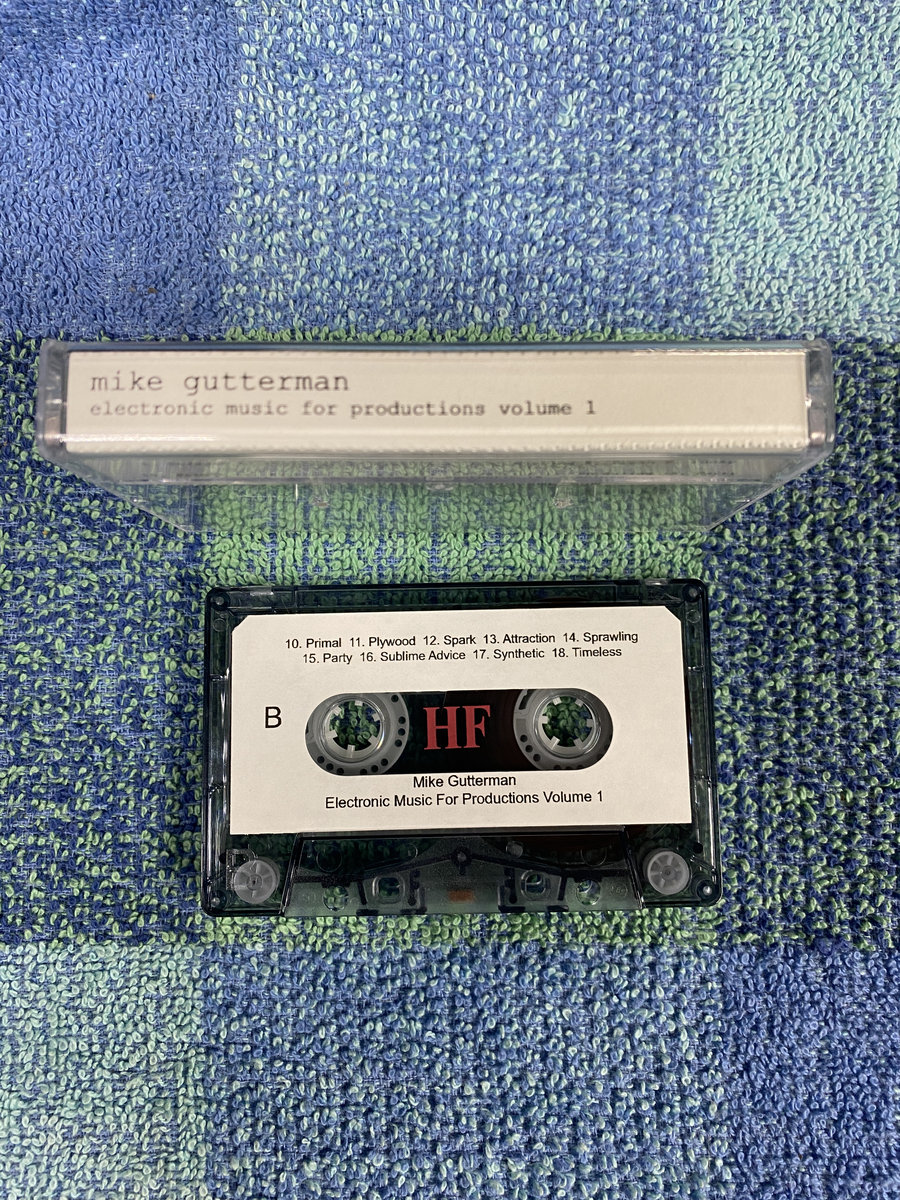 mike gutterman
electronic music for productions volume 1
10. Primal 11. Plywood 12. Spark 13. Attraction 14. Sprawling
15. Party 16. Sublime Advice 17. Synthetic 18. Timeless
B
HF
Mike Gutterman
Electronic Music For Productions Volume 1